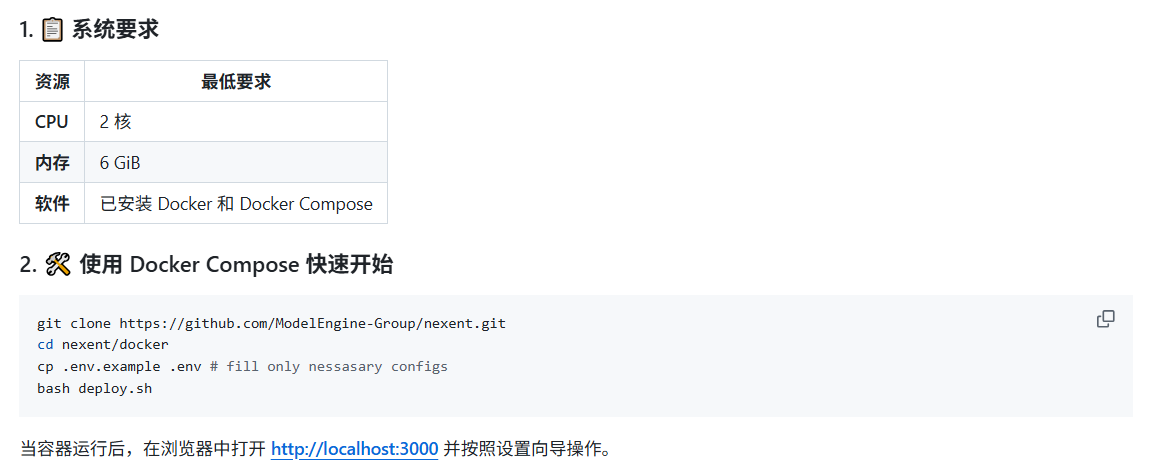 1. 📋 系统要求
资源 最低要求
CPU 2 核
内存 6 GiB
软件 已安装 Docker 和 Docker Compose
2. 🛠️ 使用 Docker Compose 快速开始
git clone https://github.com/ModelEngine-Group/nexent.git
cd nexent/docker
cp .env.example .env # fill only nessasary configs
bash deploy.sh
当容器运行后，在浏览器中打开 http://localhost:3000 并按照设置向导操作。